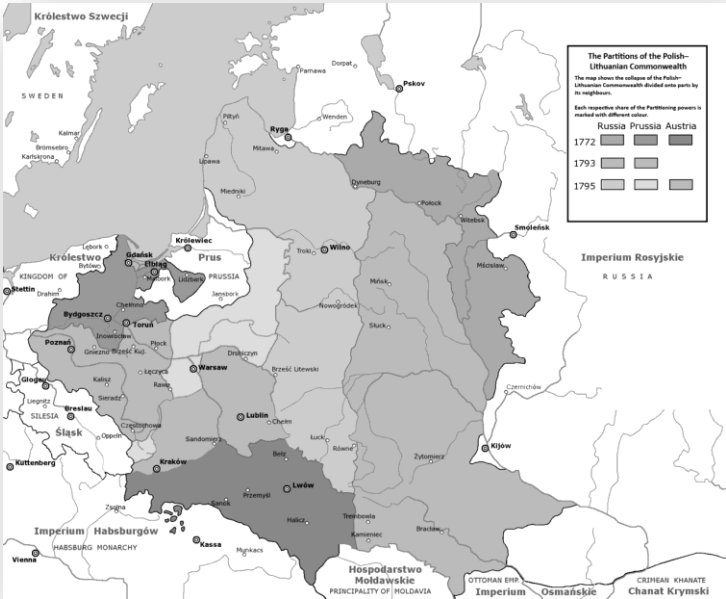 Królestwo Szwecji
SWEDEN
Kalmar
Brömsebro
Karlskrona
Parnawa
Dorpat
Pskov
Piltyń
Ryga
Wenden
Mitawa
Lipawa
Miedniki
Dyneburg
Połock
Witebsk
Smoleńsk
Mścisław
Imperium Rosyjskie
RUSSIA
The Partitions of the Polish–
Lithuanian Commonwealth
The map shows the collapse of the Polish–
Lithuanian Commonwealth divided onto parts by
its neighbours.
Each respective share of the Partitioning powers is
marked with different colour.
Russia Prussia Austria
1772
1793
1795
Lębork
Królestwo
Bytów
KINGDOM OF
Drahim
Stettin
Gdańsk
Elbląg
Malbork
Lidzbark
Królewiec
Prus
PRUSSIA
Jansbork
Troki
Wilno
Mińsk
Nowogródek
Słuck
Chełmno
Bydgoszcz
Toruń
Inowrocław
Poznań
Gniezno
Brześć Kuj.
Płock
Drohiczyn
Warsaw
Brześć Litewski
Łęczyca
Rawa
Kalisz
Sieradz
Glogau
Liegnitz
SILESIA
Breslau
Śląsk
Oppeln
Częstochowa
Lublin
Chełm
Sandomierz
Łuck
Równe
Żytomierz
Kijów
Czernichów
Kuttenberg
Kraków
Bełz
Lwów
Przemyśl
Sanok
Halicz
Trembowla
Kamieniec
Bracław
Imperium Habsburgów
HABSBURG MONARCHY
Vienna
Kassa
Munkacs
Hospodarstwo
Mołdawskie
PRINCIPALITY OF MOLDAVIA
OTTOMAN EMP.
Imperium Osmańskie
CRIMEAN KHANATE
Chanat Krymski